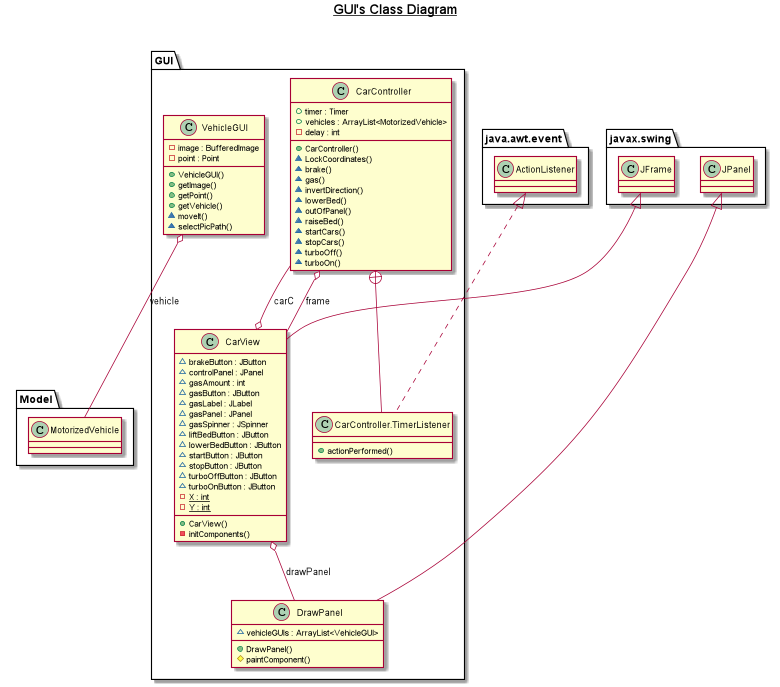 GUI's Class Diagram
GUI
C VehicleGUI
image : BufferedImage
point : Point
VehicleGUI()
getImage()
getPoint()
getVehicle()
moveIt()
selectPicPath()
C CarController
timer : Timer
vehicles : ArrayList<MotorizedVehicle>
delay : int
CarController()
LockCoordinates()
brake()
gas()
invertDirection()
lowerBed()
outOfPanel()
raiseBed()
startCars()
stopCars()
turboOff()
turboOn()
java.awt.event
C ActionListener
javax.swing
C JFrame
C JPanel
vehicle
carC
frame
C CarView
brakeButton : JButton
controlPanel : JPanel
gasAmount : int
gasButton : JButton
gasLabel : JLabel
gasPanel : JPanel
gasSpinner : JSpinner
liftBedButton : JButton
lowerBedButton : JButton
startButton : JButton
stopButton : JButton
turboOffButton : JButton
turboOnButton : JButton
X : int
Y : int
CarView()
initComponents()
Model
C MotorizedVehicle
C CarController.TimerListener
actionPerformed()
drawPanel
C DrawPanel
vehicleGUIs : ArrayList<VehicleGUI>
DrawPanel()
paintComponent()